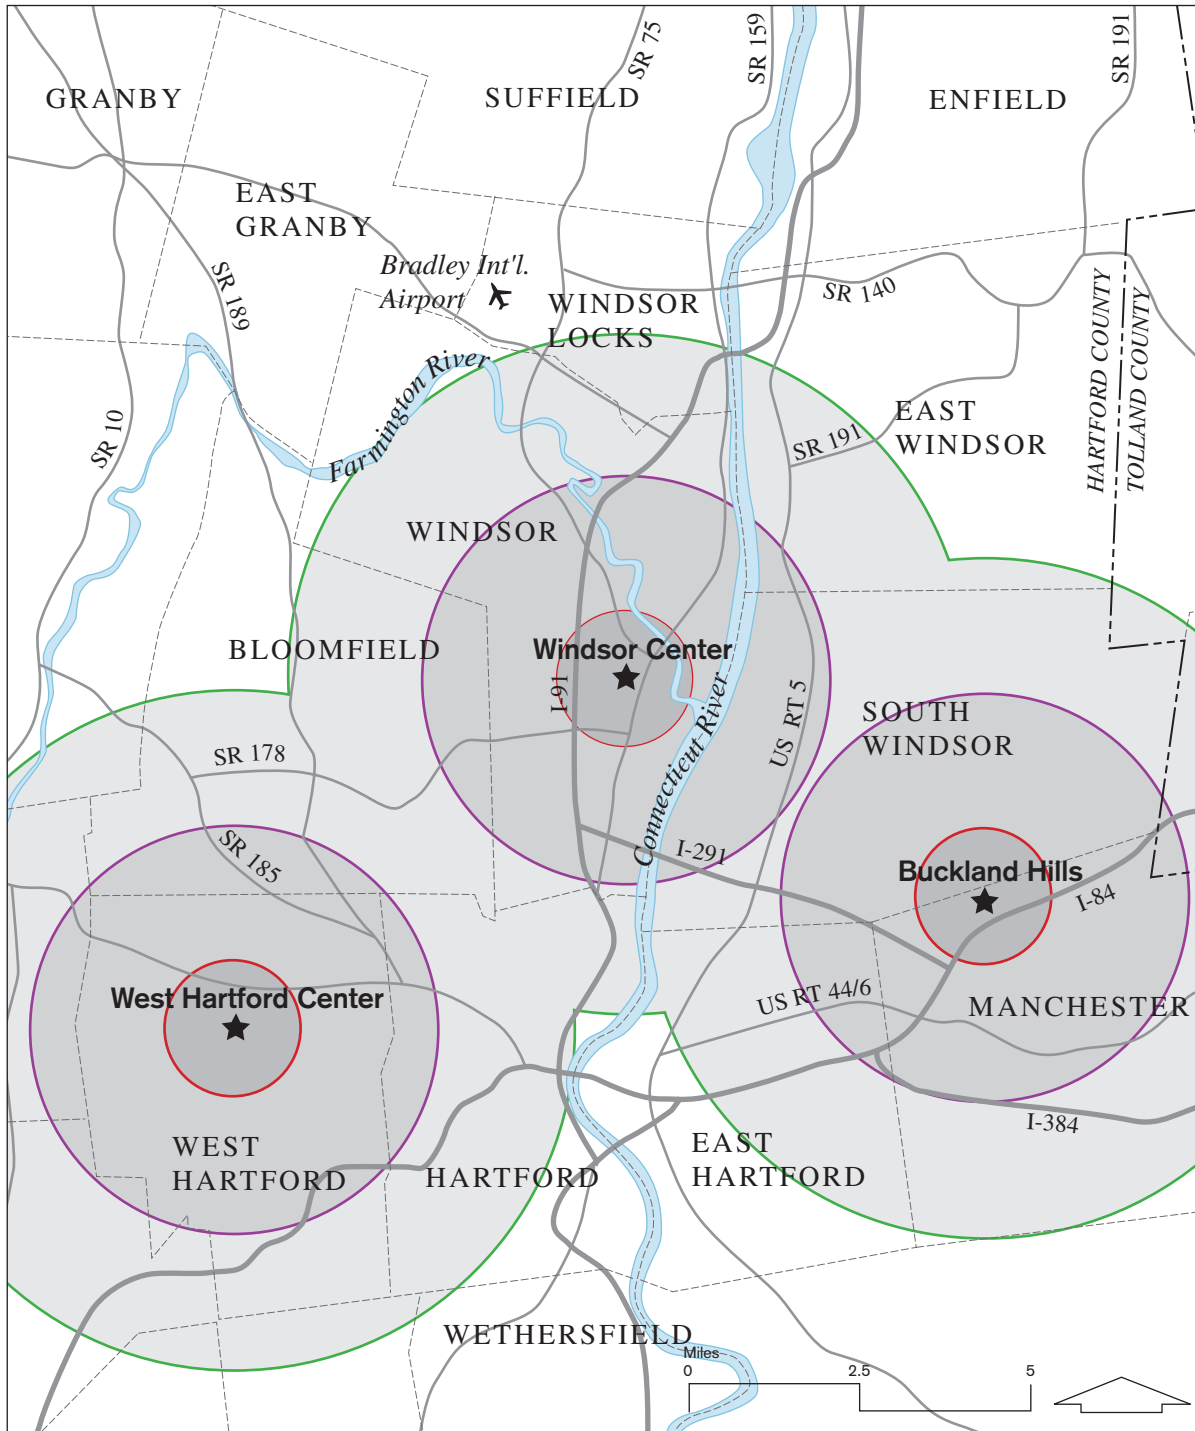 SR 75
SR 159
SR 191
GRANBY
SUFFIELD
ENFIELD
EAST
GRANBY
Bradley Int'l.
Airport
SR 189
WINDSOR
LOCKS
SR 140
HARTFORD COUNTY
TOLLAND COUNTY
Farmington River
SR 10
EAST
WINDSOR
SR 191
WINDSOR
BLOOMFIELD
Windsor Center
I-91
Connecticut River
US RT 5
SOUTH
WINDSOR
SR 178
SR 185
I-291
Buckland Hills
I-84
West Hartford Center
US RT 44/6
MANCHESTER
I-384
WEST
HARTFORD
HARTFORD
EAST
HARTFORD
WETHERSFIELD
Miles
0 2.5 5